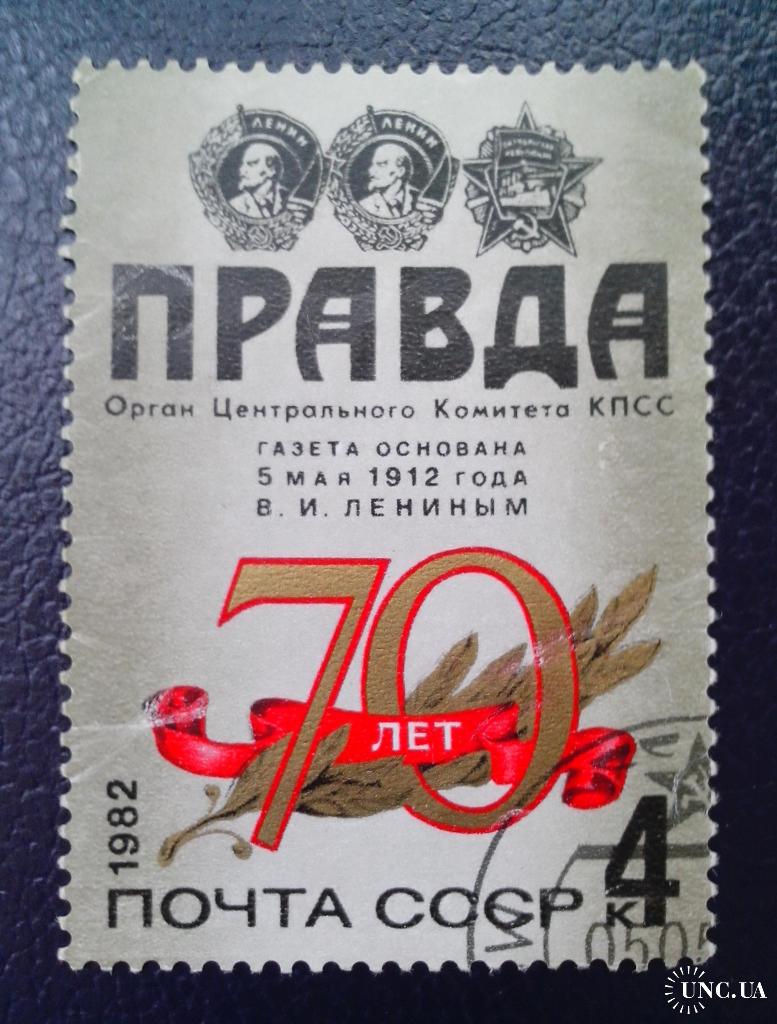 ЛЕНИН ЛЕНИН
ПРАВДА
Орган Центрального Комитета КПСС
ГАЗЕТА ОСНОВАНА
5 МАЯ 1912 ГОДА
В. И. ЛЕНИНЫМ
70
ЛЕТ
1982
ПОЧТА СССР 4 к
0505
UNC.UA